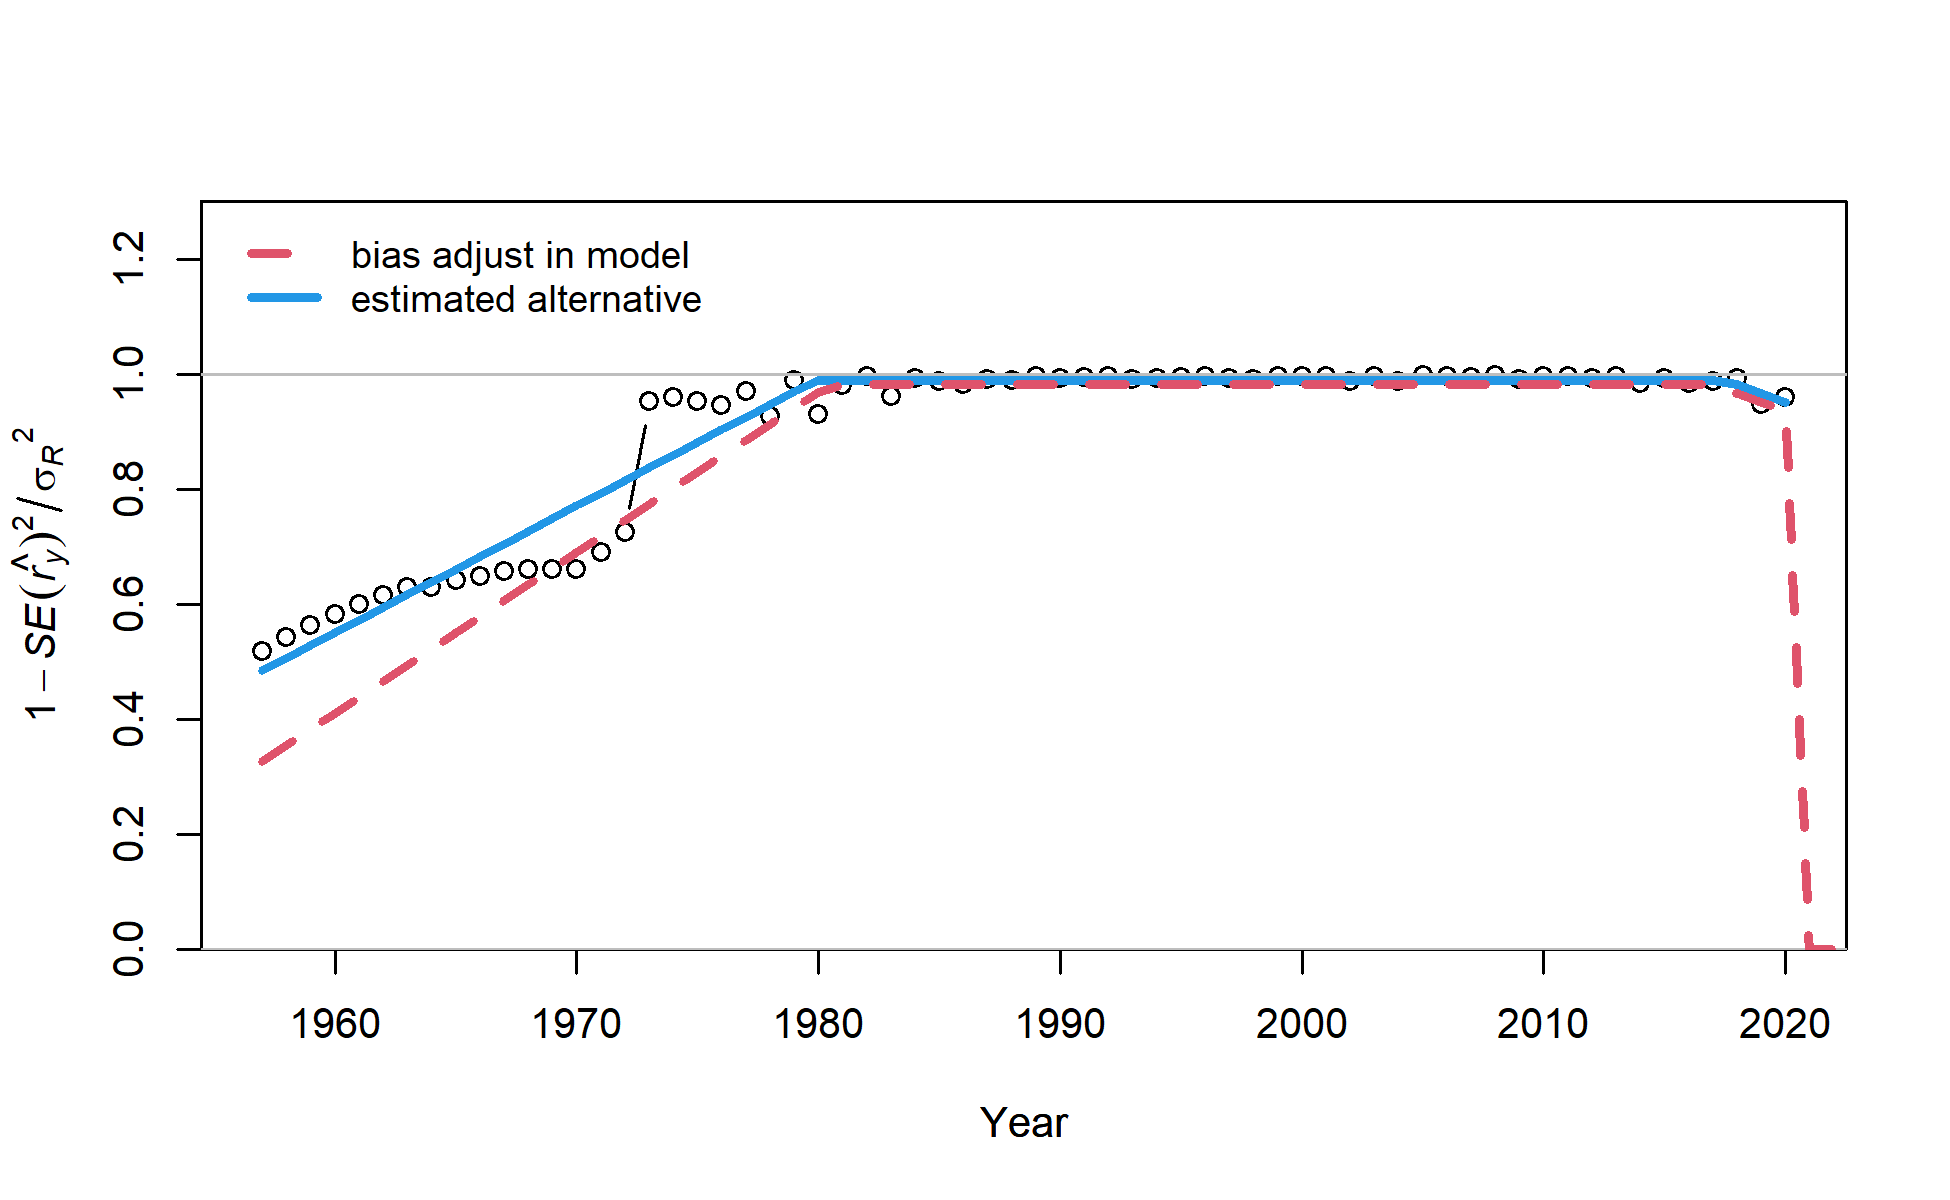 bias adjust in model
estimated alternative
1 − SE(r̂y)² / σR²
1.2
1.0
0.8
0.6
0.4
0.2
0.0
1960 1970 1980 1990 2000 2010 2020
Year